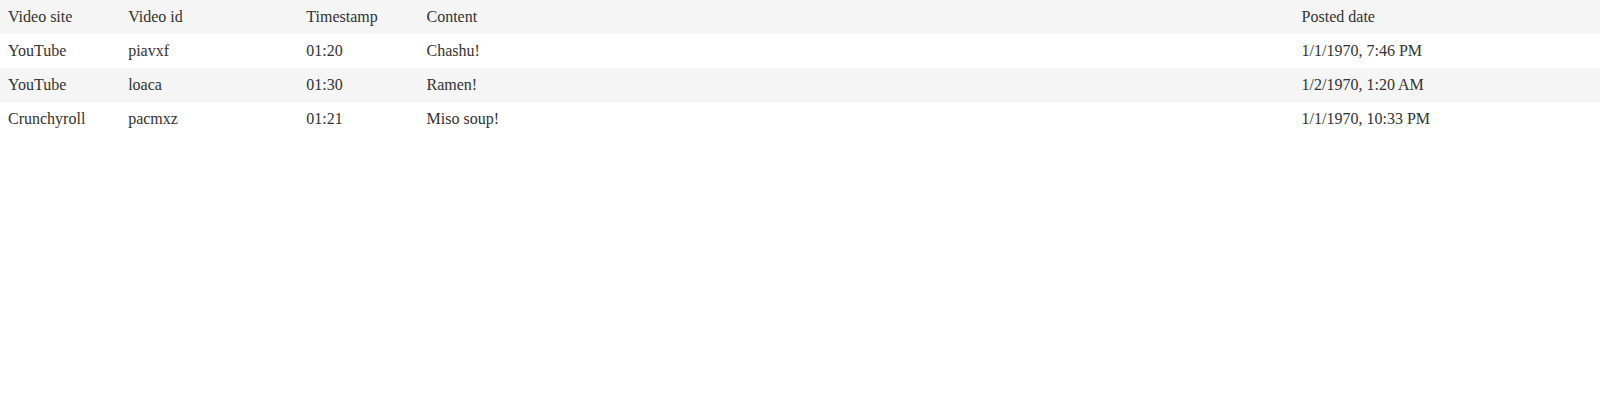 Video site Video id Timestamp Content Posted date
YouTube piavxf 01:20 Chashu! 1/1/1970, 7:46 PM
YouTube loaca 01:30 Ramen! 1/2/1970, 1:20 AM
Crunchyroll pacmxz 01:21 Miso soup! 1/1/1970, 10:33 PM